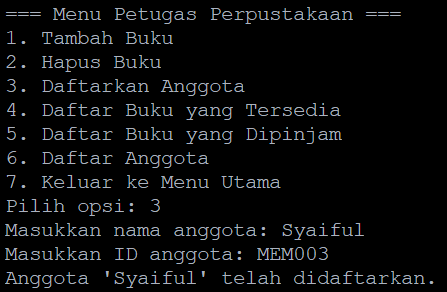 === Menu Petugas Perpustakaan ===
1. Tambah Buku
2. Hapus Buku
3. Daftarkan Anggota
4. Daftar Buku yang Tersedia
5. Daftar Buku yang Dipinjam
6. Daftar Anggota
7. Keluar ke Menu Utama
Pilih opsi: 3
Masukkan nama anggota: Syaiful
Masukkan ID anggota: MEM003
Anggota 'Syaiful' telah didaftarkan.